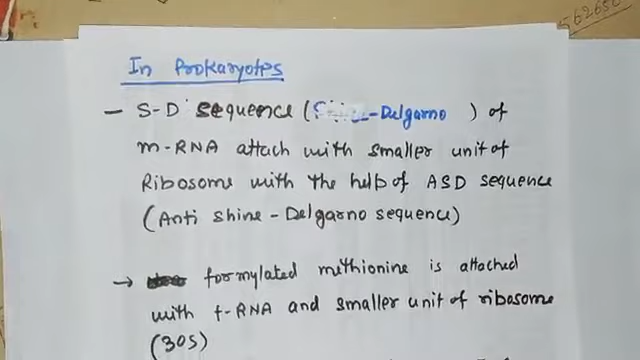 562656
In Prokaryotes
- S-D sequence ( -Delgarno ) of
m-RNA attach with smaller unit of
Ribosome with the help of ASD sequence
(Anti shine-Delgarno sequence)
→ formylated methionine is attached
with t-RNA and smaller unit of ribosome
(30S)